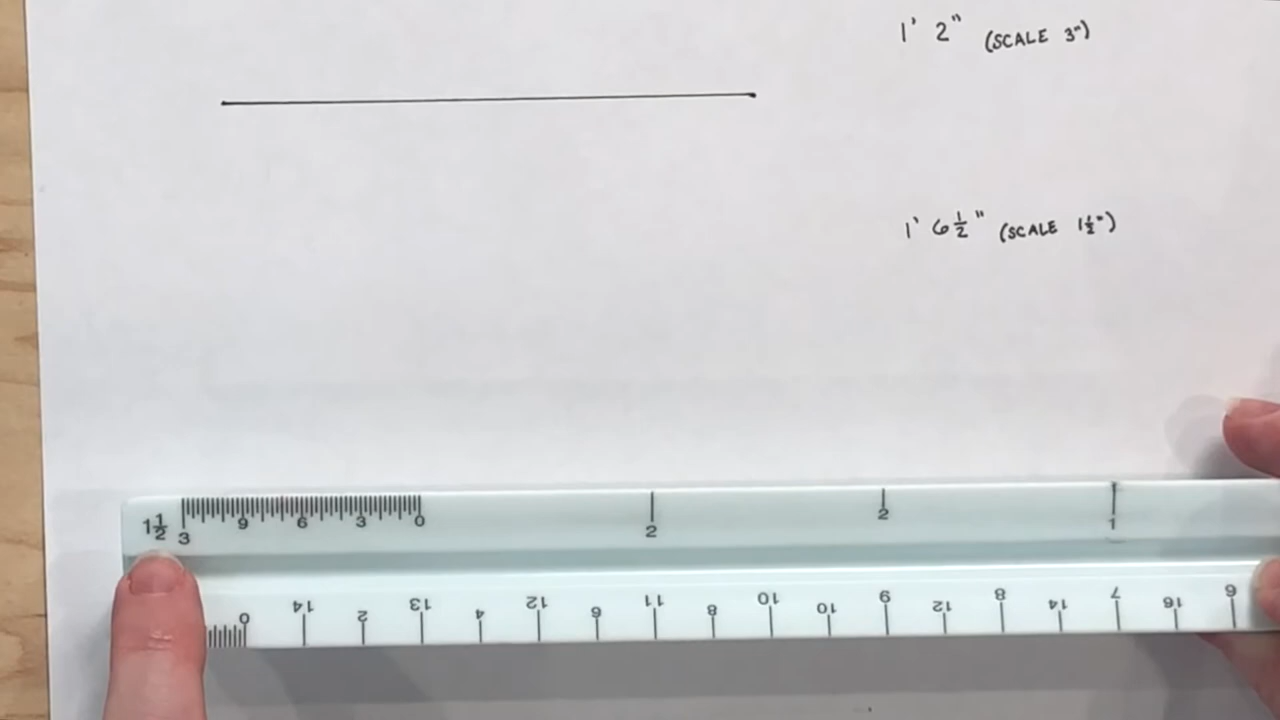 1' 2" (SCALE 3")
1' 6 1/2" (SCALE 1 1/2")
1 1/2 3 9 6 3 0 2 2 1
0 14 2 13 4 12 6 11 8 10 10 9 12 8 14 7 16 6